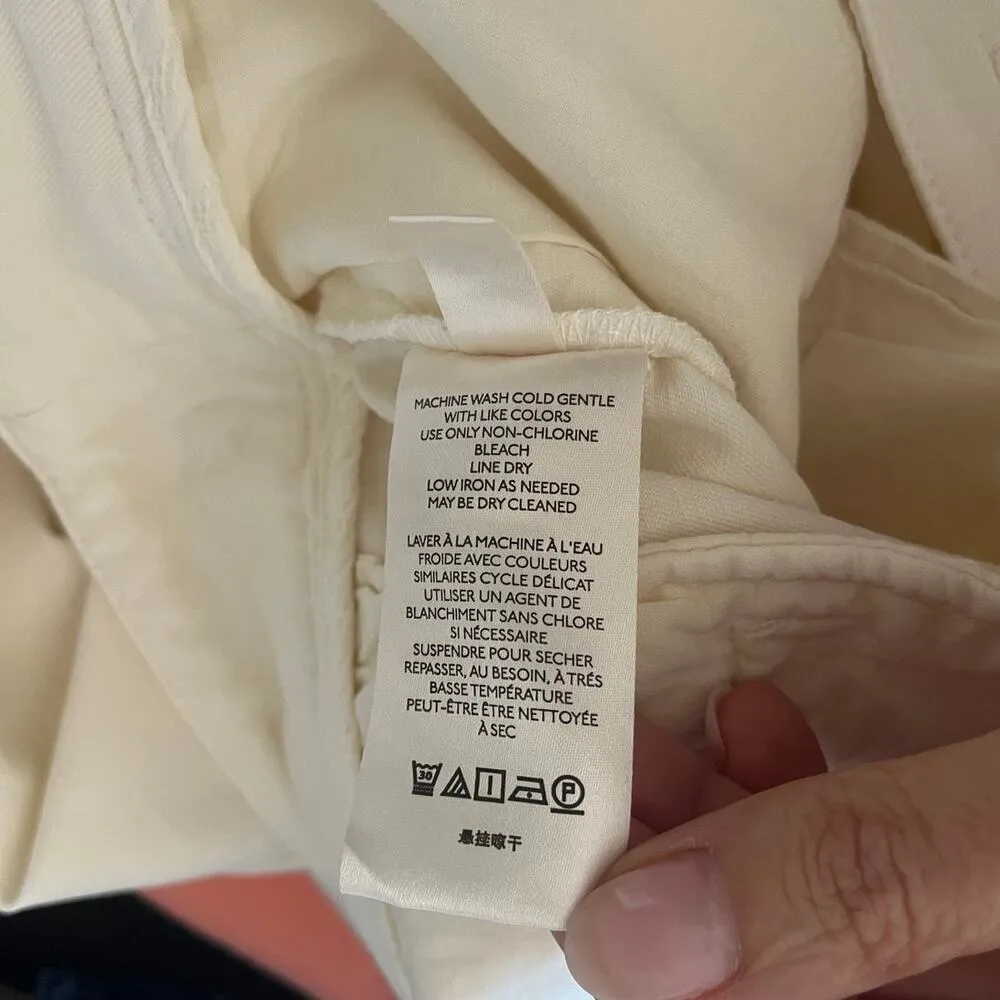 MACHINE WASH COLD GENTLE
WITH LIKE COLORS
USE ONLY NON-CHLORINE
BLEACH
LINE DRY
LOW IRON AS NEEDED
MAY BE DRY CLEANED
LAVER À LA MACHINE À L'EAU
FROIDE AVEC COULEURS
SIMILAIRES CYCLE DÉLICAT
UTILISER UN AGENT DE
BLANCHIMENT SANS CHLORE
SI NÉCESSAIRE
SUSPENDRE POUR SECHER
REPASSER, AU BESOIN, À TRÉS
BASSE TEMPÉRATURE
PEUT-ÊTRE ÊTRE NETTOYÉE
À SEC
30 P
悬挂晾干